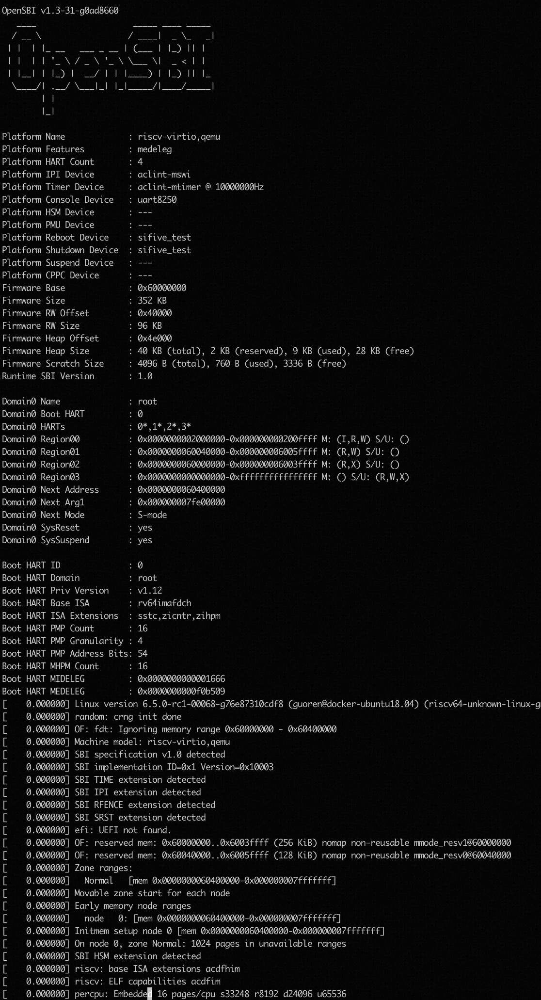 OpenSBI v1.3-31-g0ad8660
   ____                    _____ ____ _____
  / __ \                  / ____|  _ \_   _|
 | |  | |_ __   ___ _ __ | (___ | |_) || |
 | |  | | '_ \ / _ \ '_ \ \___ \|  _ < | |
 | |__| | |_) |  __/ | | |____) | |_) || |_
  \____/| .__/ \___|_| |_|_____/|____/_____|
        | |
        |_|

Platform Name             : riscv-virtio,qemu
Platform Features         : medeleg
Platform HART Count       : 4
Platform IPI Device       : aclint-mswi
Platform Timer Device     : aclint-mtimer @ 10000000Hz
Platform Console Device   : uart8250
Platform HSM Device       : ---
Platform PMU Device       : ---
Platform Reboot Device    : sifive_test
Platform Shutdown Device  : sifive_test
Platform Suspend Device   : ---
Platform CPPC Device      : ---
Firmware Base             : 0x60000000
Firmware Size             : 352 KB
Firmware RW Offset        : 0x40000
Firmware RW Size          : 96 KB
Firmware Heap Offset      : 0x4e000
Firmware Heap Size        : 40 KB (total), 2 KB (reserved), 9 KB (used), 28 KB (free)
Firmware Scratch Size     : 4096 B (total), 760 B (used), 3336 B (free)
Runtime SBI Version       : 1.0

Domain0 Name              : root
Domain0 Boot HART         : 0
Domain0 HARTs             : 0*,1*,2*,3*
Domain0 Region00          : 0x0000000002000000-0x000000000200ffff M: (I,R,W) S/U: ()
Domain0 Region01          : 0x0000000060040000-0x000000006005ffff M: (R,W) S/U: ()
Domain0 Region02          : 0x0000000060000000-0x000000006003ffff M: (R,X) S/U: ()
Domain0 Region03          : 0x0000000000000000-0xffffffffffffffff M: () S/U: (R,W,X)
Domain0 Next Address      : 0x0000000060400000
Domain0 Next Arg1         : 0x000000007fe00000
Domain0 Next Mode         : S-mode
Domain0 SysReset          : yes
Domain0 SysSuspend        : yes

Boot HART ID              : 0
Boot HART Domain          : root
Boot HART Priv Version    : v1.12
Boot HART Base ISA        : rv64imafdch
Boot HART ISA Extensions  : sstc,zicntr,zihpm
Boot HART PMP Count       : 16
Boot HART PMP Granularity : 4
Boot HART PMP Address Bits: 54
Boot HART MHPM Count      : 16
Boot HART MIDELEG         : 0x0000000000001666
Boot HART MEDELEG         : 0x0000000000f0b509
[    0.000000] Linux version 6.5.0-rc1-00068-g76e87310cdf8 (guoren@docker-ubuntu18.04) (riscv64-unknown-linux-g
[    0.000000] random: crng init done
[    0.000000] OF: fdt: Ignoring memory range 0x60000000 - 0x60400000
[    0.000000] Machine model: riscv-virtio,qemu
[    0.000000] SBI specification v1.0 detected
[    0.000000] SBI implementation ID=0x1 Version=0x10003
[    0.000000] SBI TIME extension detected
[    0.000000] SBI IPI extension detected
[    0.000000] SBI RFENCE extension detected
[    0.000000] SBI SRST extension detected
[    0.000000] efi: UEFI not found.
[    0.000000] OF: reserved mem: 0x60000000..0x6003ffff (256 KiB) nomap non-reusable mmode_resv1@60000000
[    0.000000] OF: reserved mem: 0x60040000..0x6005ffff (128 KiB) nomap non-reusable mmode_resv0@60040000
[    0.000000] Zone ranges:
[    0.000000]   Normal   [mem 0x0000000060400000-0x000000007fffffff]
[    0.000000] Movable zone start for each node
[    0.000000] Early memory node ranges
[    0.000000]   node   0: [mem 0x0000000060400000-0x000000007fffffff]
[    0.000000] Initmem setup node 0 [mem 0x0000000060400000-0x000000007fffffff]
[    0.000000] On node 0, zone Normal: 1024 pages in unavailable ranges
[    0.000000] SBI HSM extension detected
[    0.000000] riscv: base ISA extensions acdfhim
[    0.000000] riscv: ELF capabilities acdfim
[    0.000000] percpu: Embedded 16 pages/cpu s33248 r8192 d24096 u65536